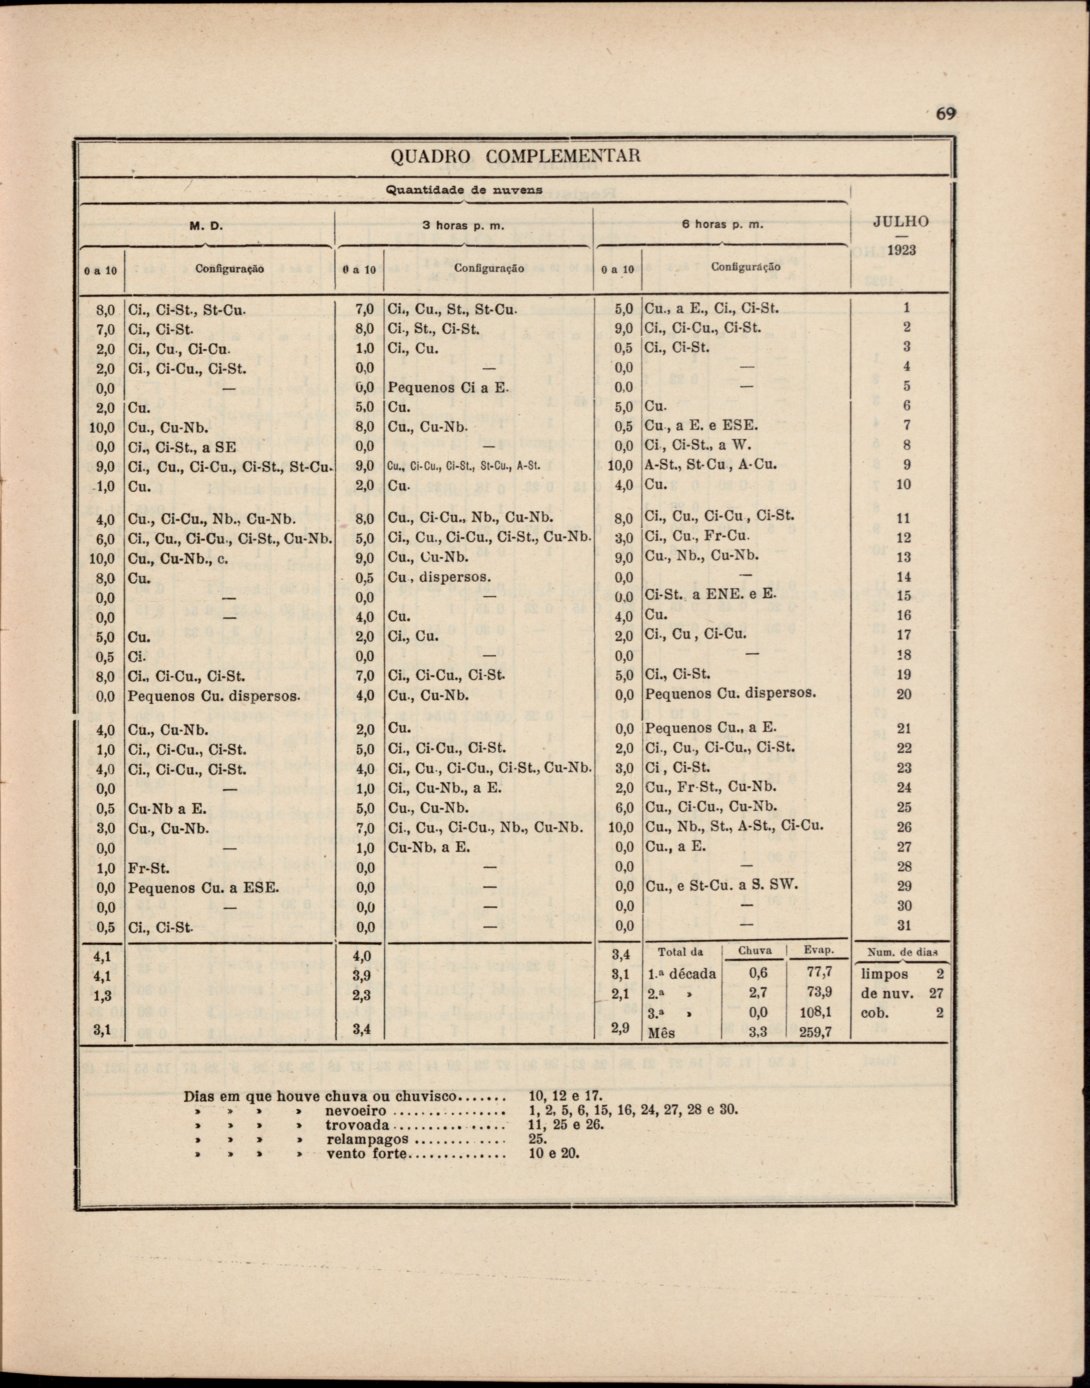 69
QUADRO COMPLEMENTAR
Quantidade de nuvens
M. D. 3 horas p. m. 6 horas p. m. JULHO
1923
0 a 10 Configuração 0 a 10 Configuração 0 a 10 Configuração
8,0 Ci., Ci-St., St-Cu. 7,0 Ci., Cu., St., St-Cu. 5,0 Cu., a E., Ci., Ci-St. 1
7,0 Ci., Ci-St. 8,0 Ci., St., Ci-St. 9,0 Ci., Ci-Cu., Ci-St. 2
2,0 Ci., Cu., Ci-Cu. 1,0 Ci., Cu. 0,5 Ci., Ci-St. 3
2,0 Ci., Ci-Cu., Ci-St. 0,0 — 0,0 — 4
0,0 — 0,0 Pequenos Ci a E. 0,0 — 5
2,0 Cu. 5,0 Cu. 5,0 Cu. 6
10,0 Cu., Cu-Nb. 8,0 Cu., Cu-Nb. 0,5 Cu., a E. e ESE. 7
0,0 Ci., Ci-St., a SE 0,0 — 0,0 Ci., Ci-St., a W. 8
9,0 Ci., Cu., Ci-Cu., Ci-St., St-Cu. 9,0 Cu., Ci-Cu., Ci-St., St-Cu., A-St. 10,0 A-St., St-Cu, A-Cu. 9
1,0 Cu. 2,0 Cu. 4,0 Cu. 10
4,0 Cu., Ci-Cu., Nb., Cu-Nb. 8,0 Cu., Ci-Cu., Nb., Cu-Nb. 8,0 Ci., Cu., Ci-Cu, Ci-St. 11
6,0 Ci., Cu., Ci-Cu., Ci-St., Cu-Nb. 5,0 Ci., Cu., Ci-Cu., Ci-St., Cu-Nb. 3,0 Ci., Cu., Fr-Cu. 12
10,0 Cu., Cu-Nb., c. 9,0 Cu., Cu-Nb. 9,0 Cu., Nb., Cu-Nb. 13
8,0 Cu. 0,5 Cu., dispersos. 0,0 — 14
0,0 — 0,0 — 0,0 Ci-St. a ENE. e E. 15
0,0 — 4,0 Cu. 4,0 Cu. 16
5,0 Cu. 2,0 Ci., Cu. 2,0 Ci., Cu, Ci-Cu. 17
0,5 Ci. 0,0 — 0,0 — 18
8,0 Ci., Ci-Cu., Ci-St. 7,0 Ci., Ci-Cu., Ci-St. 5,0 Ci., Ci-St. 19
0,0 Pequenos Cu. dispersos. 4,0 Cu., Cu-Nb. 0,0 Pequenos Cu. dispersos. 20
4,0 Cu., Cu-Nb. 2,0 Cu. 0,0 Pequenos Cu., a E. 21
1,0 Ci., Ci-Cu., Ci-St. 5,0 Ci., Ci-Cu., Ci-St. 2,0 Ci., Cu., Ci-Cu., Ci-St. 22
4,0 Ci., Ci-Cu., Ci-St. 4,0 Ci., Cu., Ci-Cu., Ci-St., Cu-Nb. 3,0 Ci, Ci-St. 23
0,0 — 1,0 Ci., Cu-Nb., a E. 2,0 Cu., Fr-St., Cu-Nb. 24
0,5 Cu-Nb a E. 5,0 Cu., Cu-Nb. 6,0 Cu., Ci-Cu., Cu-Nb. 25
3,0 Cu., Cu-Nb. 7,0 Ci., Cu., Ci-Cu., Nb., Cu-Nb. 10,0 Cu., Nb., St., A-St., Ci-Cu. 26
0,0 — 1,0 Cu-Nb, a E. 0,0 Cu., a E. 27
1,0 Fr-St. 0,0 — 0,0 — 28
0,0 Pequenos Cu. a ESE. 0,0 — 0,0 Cu., e St-Cu. a S. SW. 29
0,0 — 0,0 — 0,0 — 30
0,5 Ci., Ci-St. 0,0 — 0,0 — 31
4,1 4,0 3,4 Total da Chuva Evap. Num. de dias
4,1 3,9 3,1 1.ª década 0,6 77,7 limpos 2
1,3 2,3 2,1 2.ª » 2,7 73,9 de nuv. 27
3.ª » 0,0 108,1 cob. 2
3,1 3,4 2,9 Mês 3,3 259,7
Dias em que houve chuva ou chuvisco....... 10, 12 e 17.
» » » » nevoeiro ................ 1, 2, 5, 6, 15, 16, 24, 27, 28 e 30.
» » » » trovoada ................ 11, 25 e 26.
» » » » relampagos ............. 25.
» » » » vento forte.............. 10 e 20.